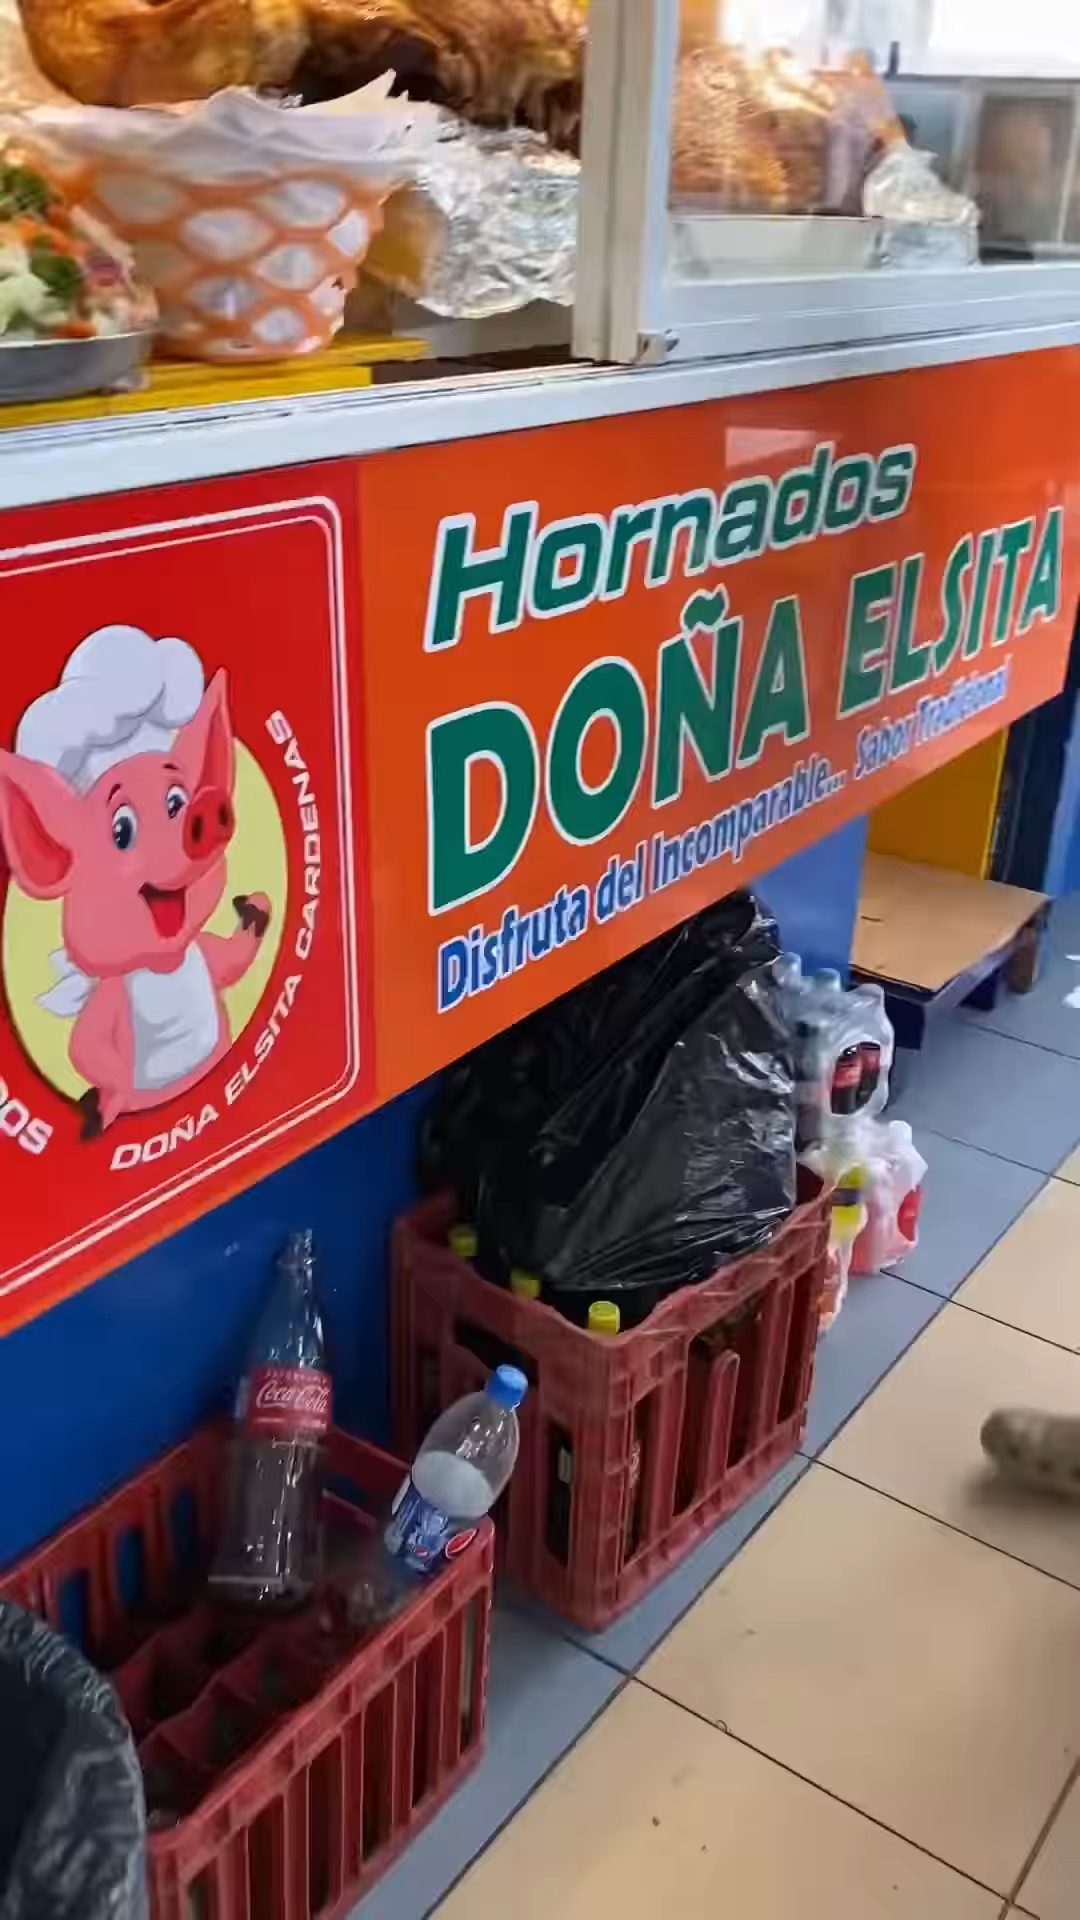 Hornados
DOÑA ELSITA
Disfruta del Incomparable... Sabor Tradicional
DOS
DOÑA ELSITA CARDENAS
Coca-Cola